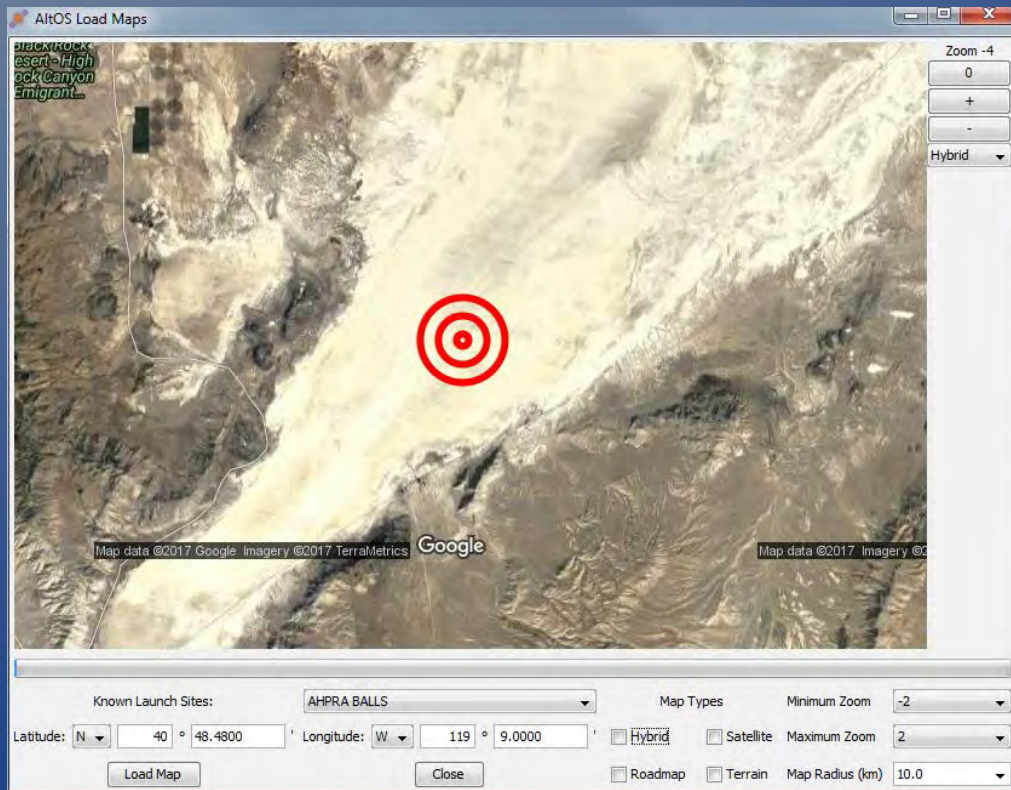 AltOS Load Maps
Black Rock
esert - High
ock Canyon
Emigrant...
Zoom -4
0
+
-
Hybrid
Map data ©2017 Google Imagery ©2017 TerraMetrics
Google
Map data ©2017 Imagery ©2
Known Launch Sites: AHPRA BALLS Map Types Minimum Zoom -2
Latitude: N 40 ° 48.4800 ' Longitude: W 119 ° 9.0000 ' Hybrid Satellite Maximum Zoom 2
Load Map Close Roadmap Terrain Map Radius (km) 10.0